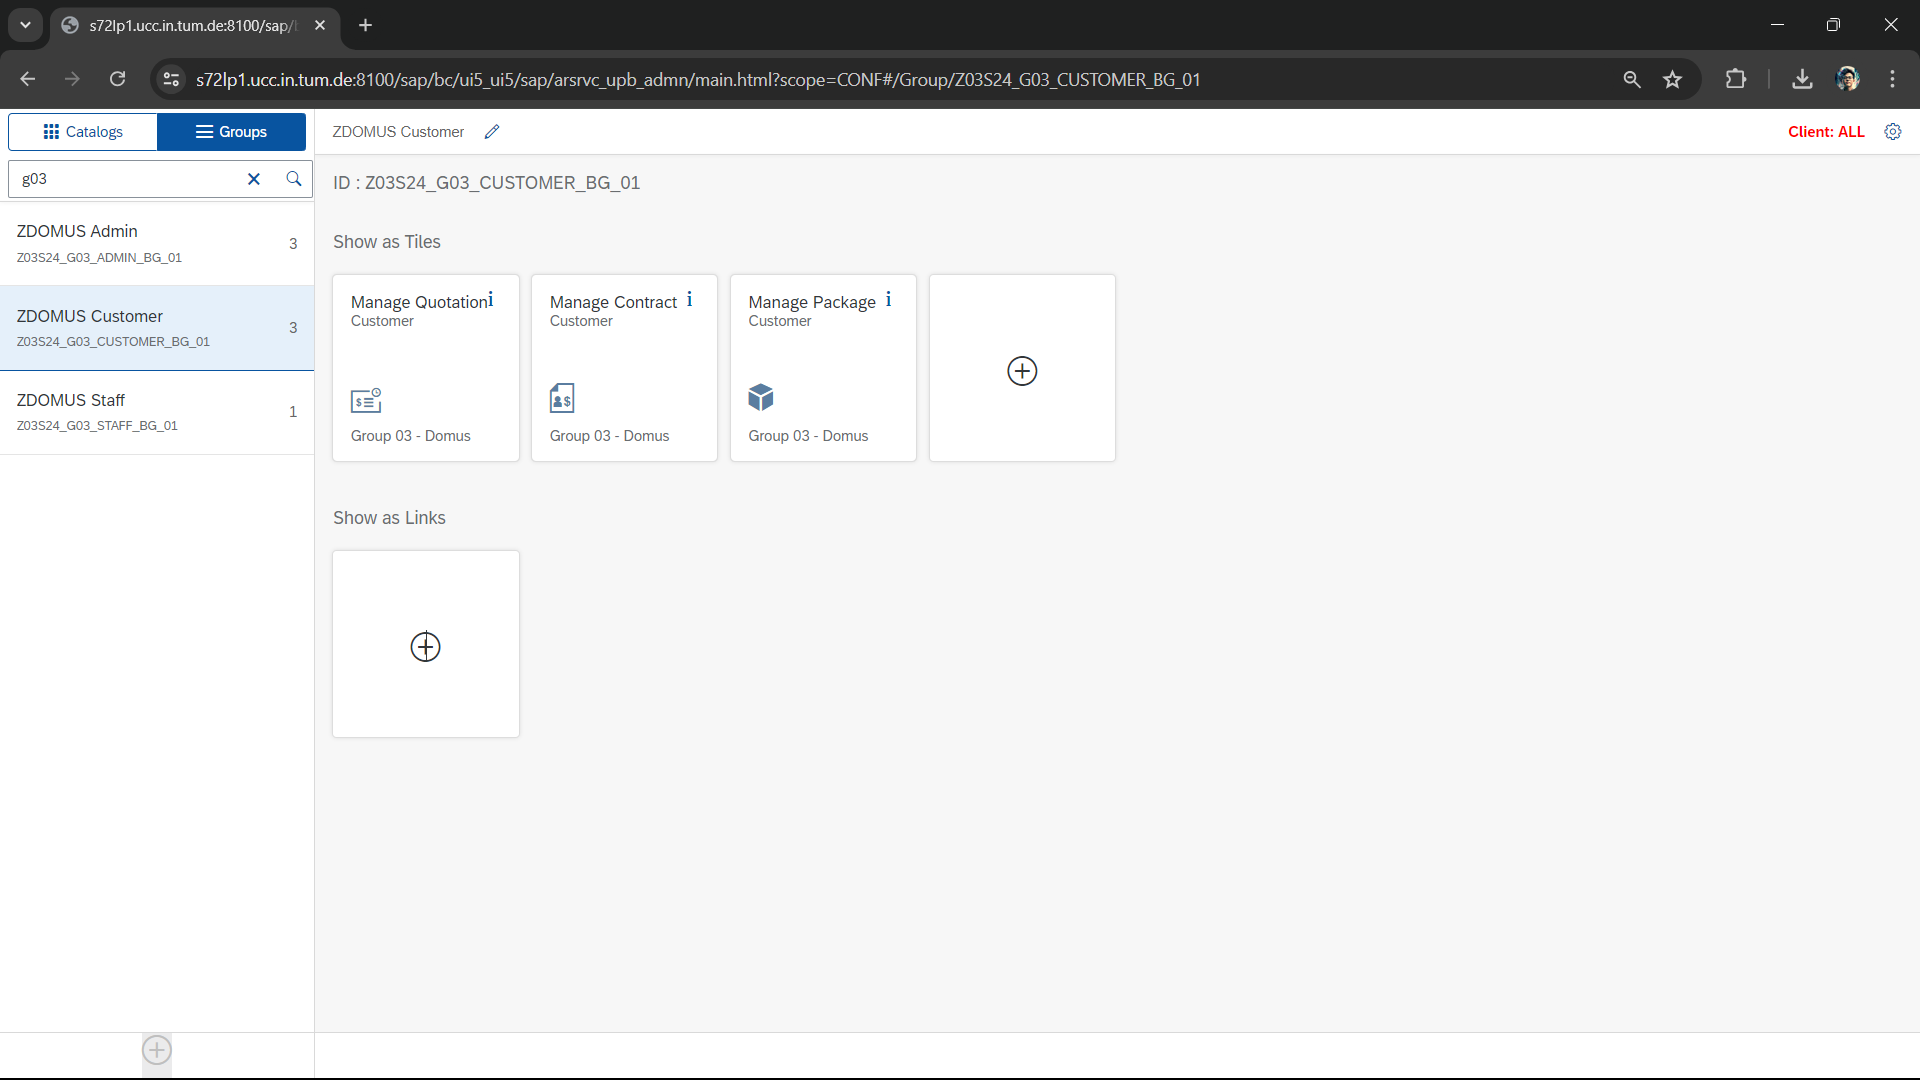 s72lp1.ucc.in.tum.de:8100/sap/
s72lp1.ucc.in.tum.de:8100/sap/bc/ui5_ui5/sap/arsrvc_upb_admn/main.html?scope=CONF#/Group/Z03S24_G03_CUSTOMER_BG_01
Catalogs
Groups
ZDOMUS Customer
Client: ALL
g03
ID : Z03S24_G03_CUSTOMER_BG_01
ZDOMUS Admin
3
Z03S24_G03_ADMIN_BG_01
ZDOMUS Customer
3
Z03S24_G03_CUSTOMER_BG_01
ZDOMUS Staff
1
Z03S24_G03_STAFF_BG_01
Show as Tiles
Manage Quotation
Customer
Group 03 - Domus
Manage Contract
Customer
Group 03 - Domus
Manage Package
Customer
Group 03 - Domus
Show as Links